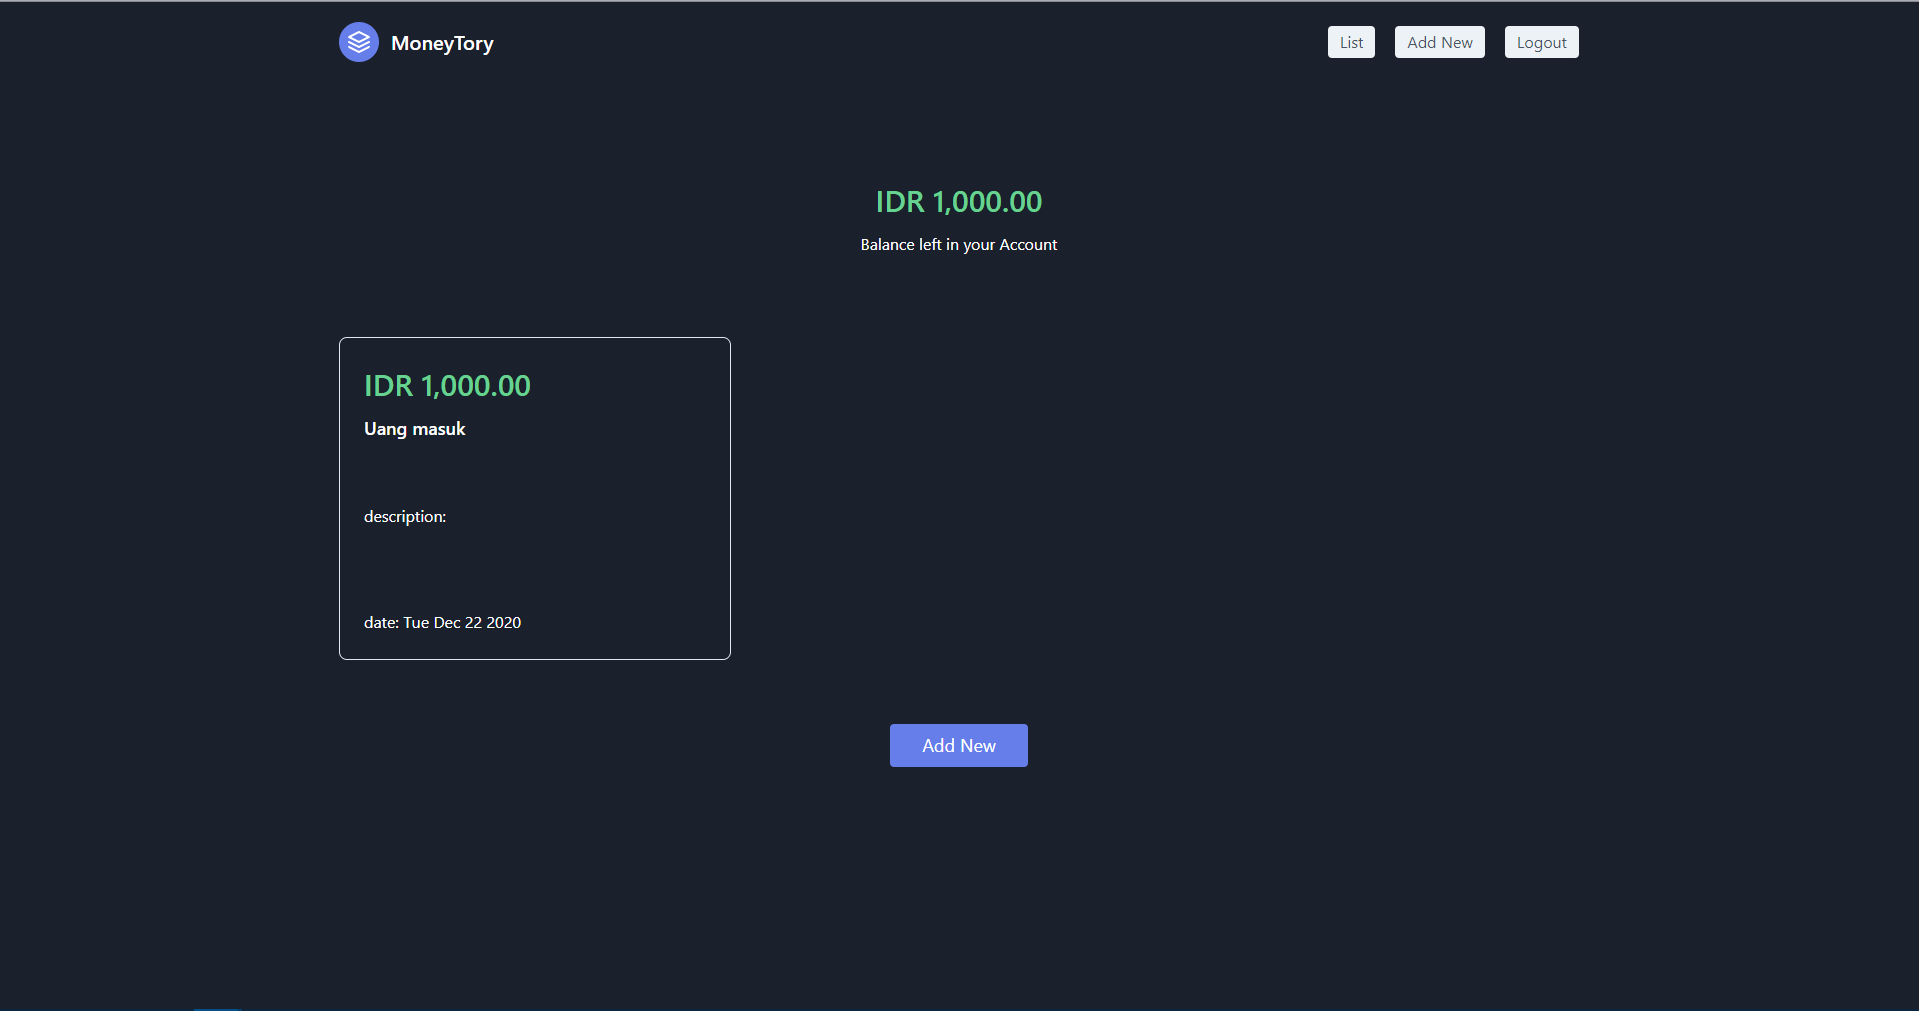 MoneyTory
List
Add New
Logout
IDR 1,000.00
Balance left in your Account
IDR 1,000.00
Uang masuk
description:
date: Tue Dec 22 2020
Add New